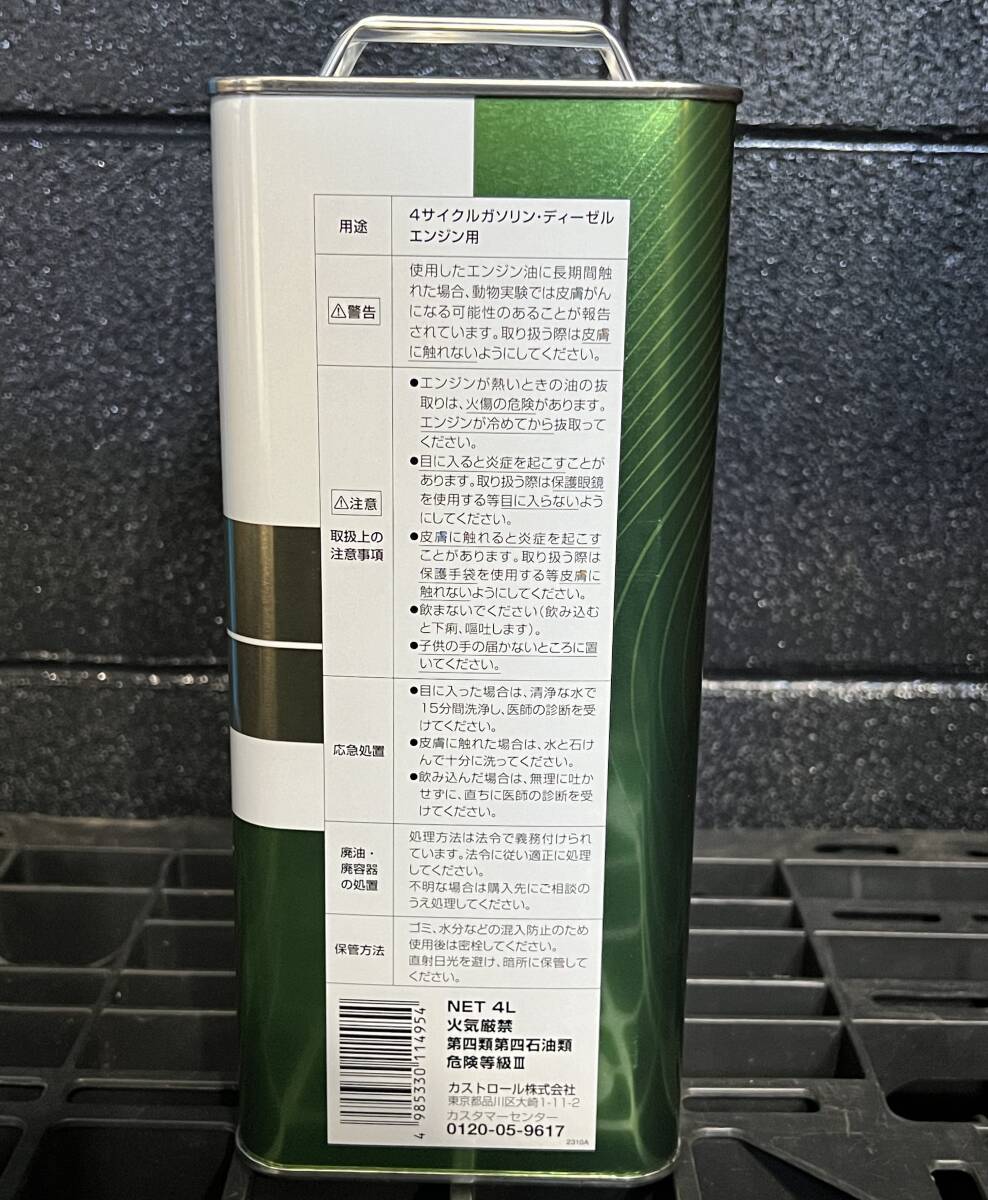 用途
4サイクルガソリン・ディーゼル
エンジン用
⚠警告
使用したエンジン油に長期間触
れた場合、動物実験では皮膚がん
になる可能性のあることが報告
されています。取り扱う際は皮膚
に触れないようにしてください。
⚠注意
取扱上の
注意事項
●エンジンが熱いときの油の抜
取りは、火傷の危険があります。
エンジンが冷めてから抜取って
ください。
●目に入ると炎症を起こすことが
あります。取り扱う際は保護眼鏡
を使用する等目に入らないよう
にしてください。
●皮膚に触れると炎症を起こす
ことがあります。取り扱う際は
保護手袋を使用する等皮膚に
触れないようにしてください。
●飲まないでください(飲み込む
と下痢、嘔吐します)。
●子供の手の届かないところに置
いてください。
応急処置
●目に入った場合は、清浄な水で
15分間洗浄し、医師の診断を受
けてください。
●皮膚に触れた場合は、水と石け
んで十分に洗ってください。
●飲み込んだ場合は、無理に吐か
せずに、直ちに医師の診断を受
けてください。
廃油・
廃容器
の処置
処理方法は法令で義務付けられ
ています。法令に従い適正に処理
してください。
不明な場合は購入先にご相談の
うえ処理してください。
保管方法
ゴミ、水分などの混入防止のため
使用後は密栓してください。
直射日光を避け、暗所に保管して
ください。
4 985330 114954
NET 4L
火気厳禁
第四類第四石油類
危険等級Ⅲ
カストロール株式会社
東京都品川区大崎1-11-2
カスタマーセンター
0120-05-9617
2310A